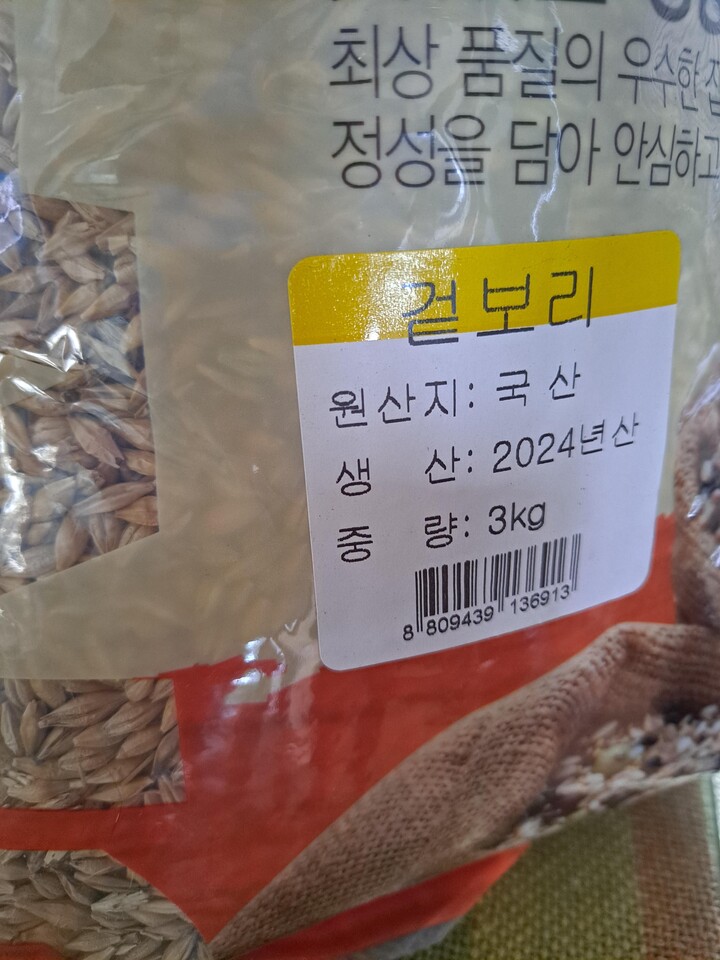 최상 품질의 우수한
정성을 담아 안심하고
겉보리
원산지: 국 산
생 산: 2024년산
중 량: 3kg
8 809439 136913